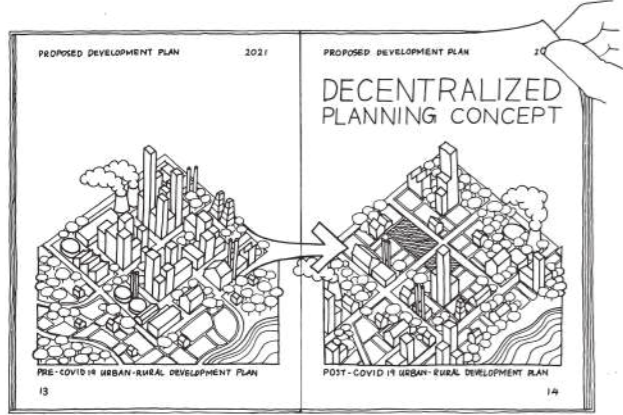 PROPOSED DEVELOPMENT PLAN 2021
PRE-COVID 19 URBAN-RURAL DEVELOPMENT PLAN
13
PROPOSED DEVELOPMENT PLAN
DECENTRALIZED
PLANNING CONCEPT
POST-COVID 19 URBAN-RURAL DEVELOPMENT PLAN
14